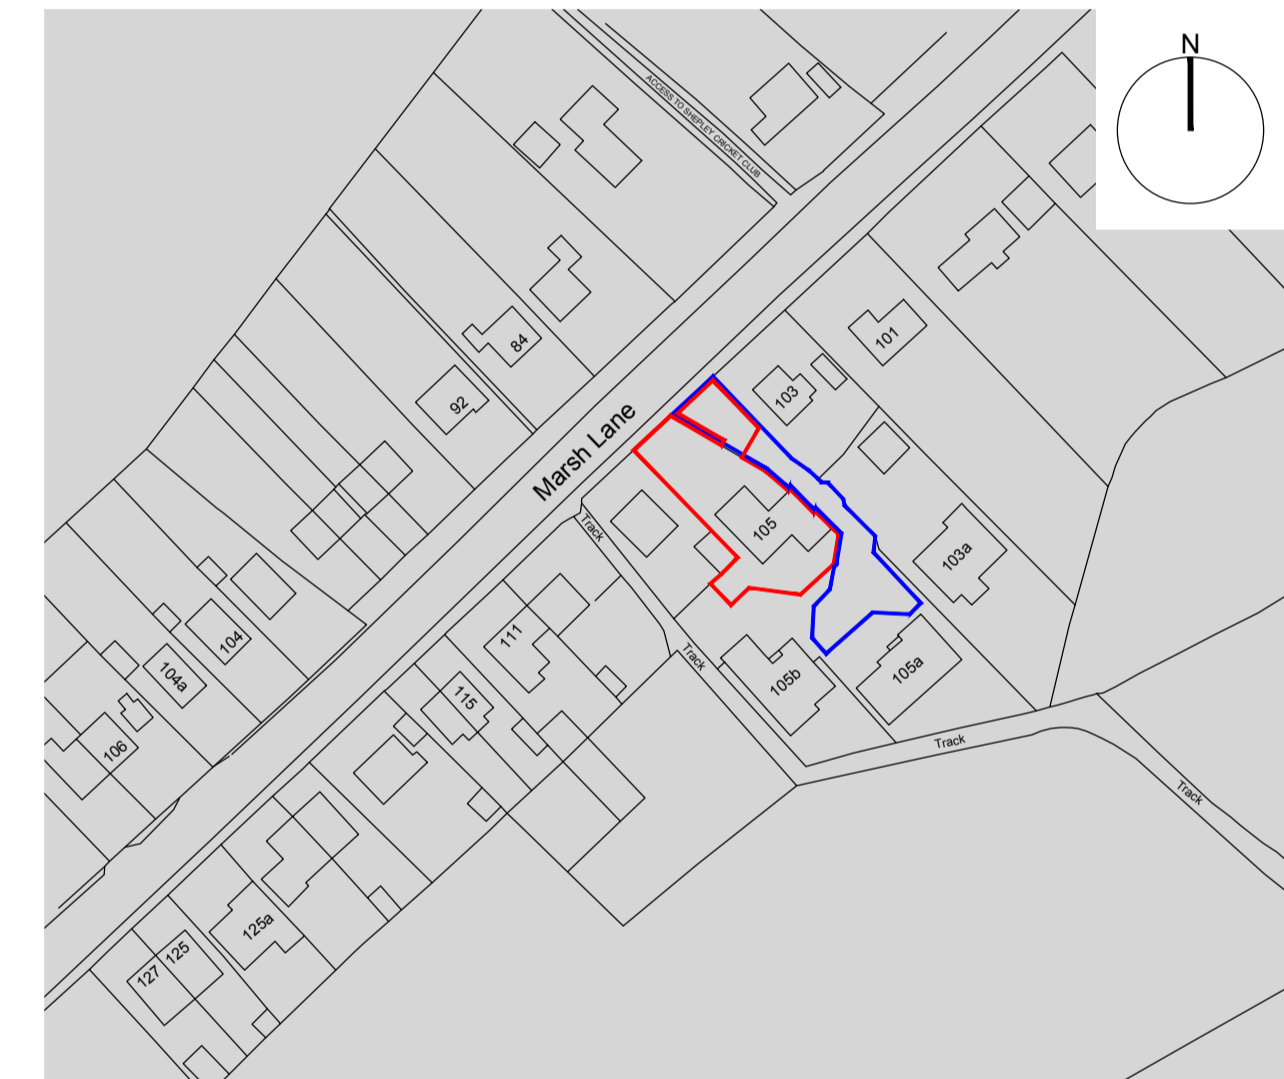 N
ACCESS TO SHEPLEY CRICKET CLUB
84
101
92
103
Marsh Lane
Track
105
103a
104
111
Track
104a
115
105b
105a
106
Track
Track
125a
125
127